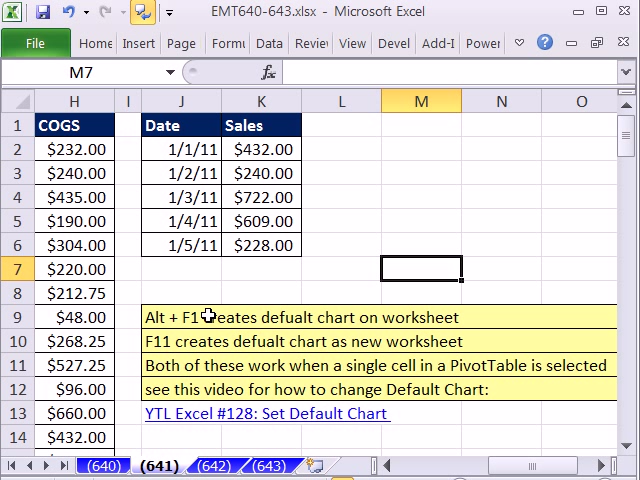 EMT640-643.xlsx - Microsoft Excel
File Home Insert Page Formu Data Review View Devel Add-I Power
M7 fx
H I J K L M N O
1 COGS Date Sales
2 $232.00 1/1/11 $432.00
3 $240.00 1/2/11 $240.00
4 $435.00 1/3/11 $722.00
5 $190.00 1/4/11 $609.00
6 $304.00 1/5/11 $228.00
7 $220.00
8 $212.75
9 $48.00 Alt + F1 creates defualt chart on worksheet
10 $268.25 F11 creates defualt chart as new worksheet
11 $527.25 Both of these work when a single cell in a PivotTable is selected
12 $96.00 see this video for how to change Default Chart:
13 $660.00 YTL Excel #128: Set Default Chart
14 $432.00
(640) (641) (642) (643)